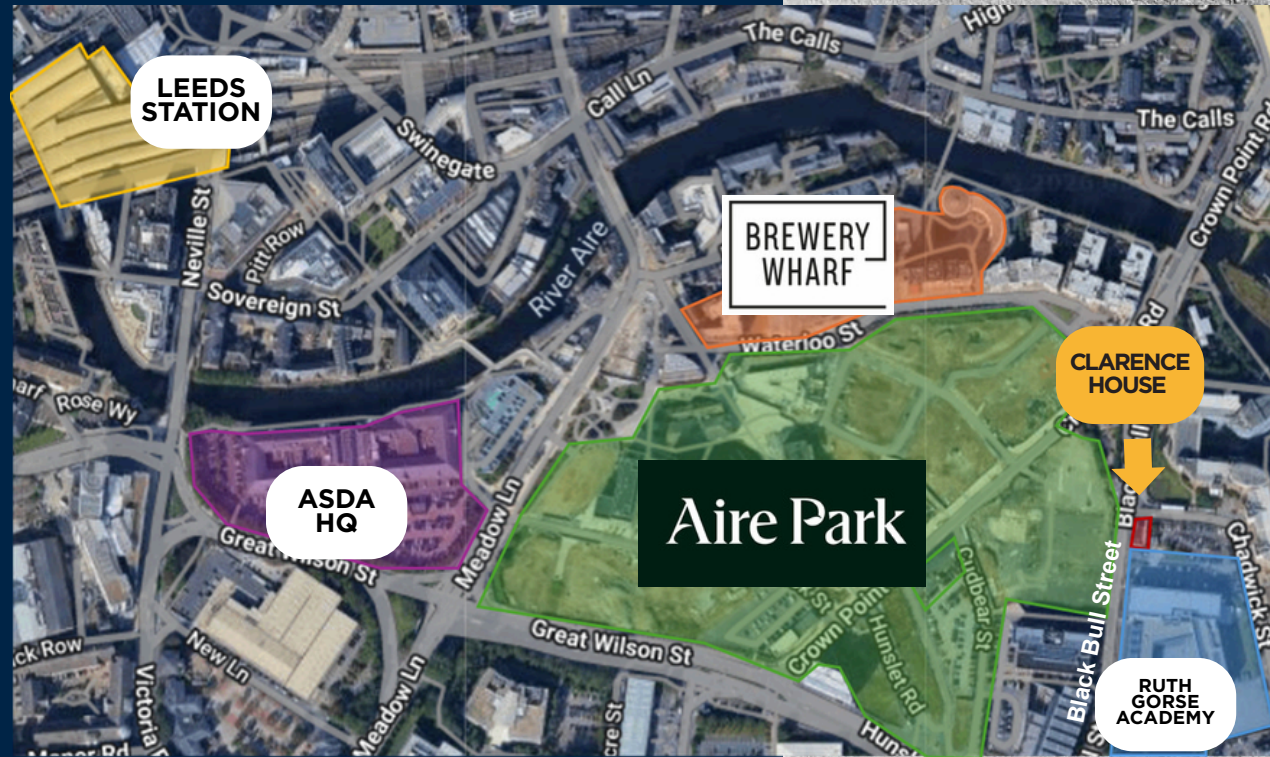 LEEDS
STATION
The Calls
High
Call Ln
The Calls
Crown Point Rd
Swinegate
Neville St
Pitt Row
Sovereign St
River Aire
BREWERY
WHARF
Waterloo St
CLARENCE
HOUSE
Rose Wy
ASDA
HQ
Great Wilson St
Meadow Ln
Aire Park
Black Bull Street
Chadwick St
Cudbear St
Crown Point
Hunslet Rd
Great Wilson St
New Ln
Victoria
Meadow Ln
RUTH
GORSE
ACADEMY